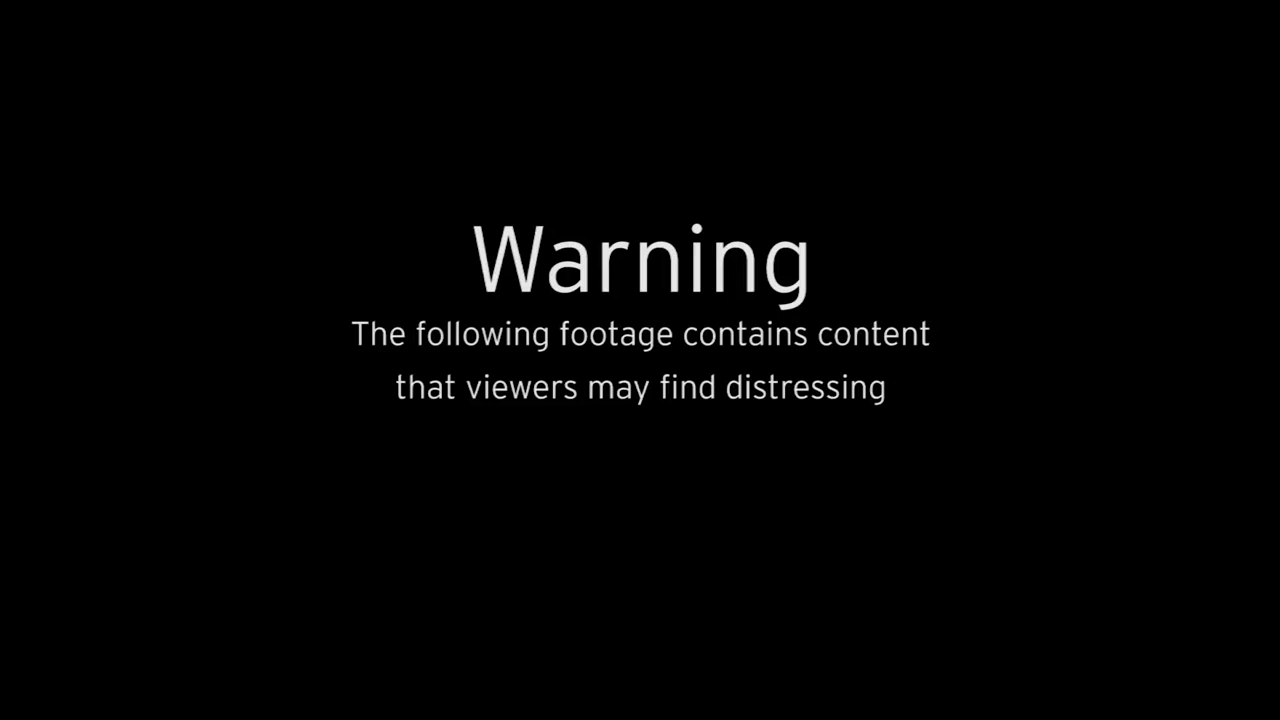 Warning
The following footage contains content
that viewers may find distressing